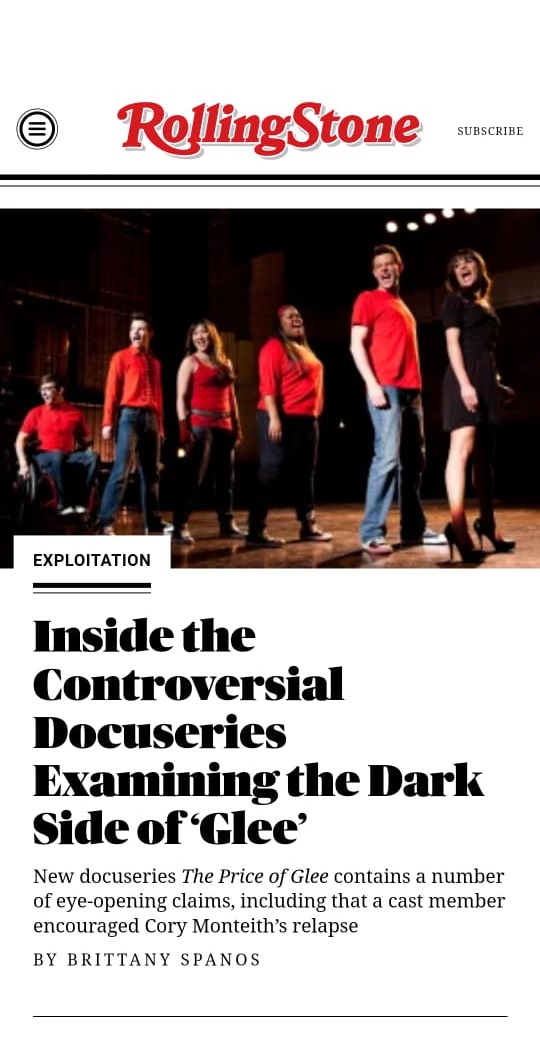 RollingStone
SUBSCRIBE
EXPLOITATION
Inside the
Controversial
Docuseries
Examining the Dark
Side of ‘Glee’
New docuseries The Price of Glee contains a number
of eye-opening claims, including that a cast member
encouraged Cory Monteith’s relapse
BY BRITTANY SPANOS